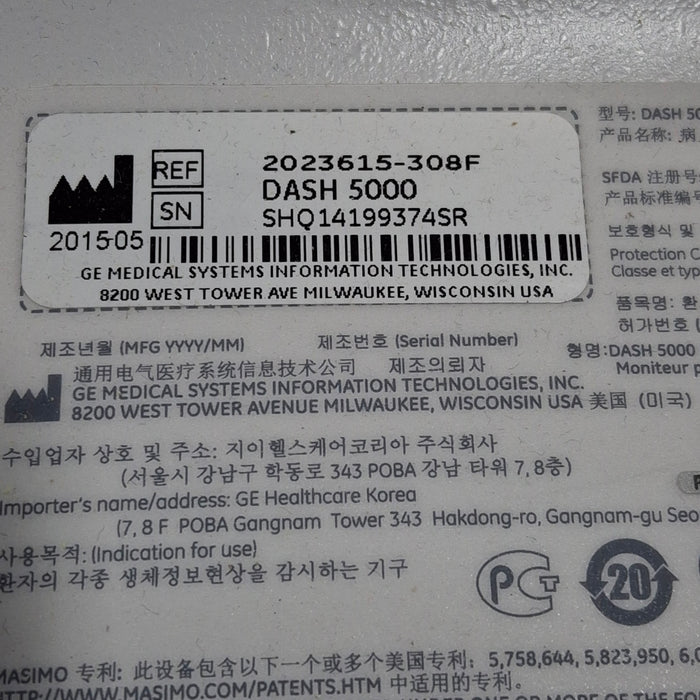 REF 2023615-308F
DASH 5000
SN SHQ14199374SR
2015-05
GE MEDICAL SYSTEMS INFORMATION TECHNOLOGIES, INC.
8200 WEST TOWER AVE MILWAUKEE, WISCONSIN USA
型号: DASH 50
产品名称: 病
SFDA 注册号
产品标准编号
보호형식 및
Protection C
Classe et typ
품목명: 환
허가번호 (
형명:DASH 5000
Moniteur p
제조년월 (MFG YYYY/MM) 제조번호 (Serial Number)
通用电气医疗系统信息技术公司 제조의뢰자
GE MEDICAL SYSTEMS INFORMATION TECHNOLOGIES, INC.
8200 WEST TOWER AVENUE MILWAUKEE, WISCONSIN USA 美国 (미국)
수입업자 상호 및 주소: 지이헬스케어코리아 주식회사
(서울시 강남구 학동로 343 POBA 강남 타워 7, 8층)
Importer's name/address: GE Healthcare Korea
(7, 8 F POBA Gangnam Tower 343 Hakdong-ro, Gangnam-gu Seo
사용목적: (Indication for use)
환자의 각종 생체정보현상을 감시하는 기구
PCT 20
MASIMO 专利: 此设备包含以下一个或多个美国专利: 5,758,644, 5,823,950, 6,0
HTTP://WWW.MASIMO.COM/PATENTS.HTM 中适用的专利.